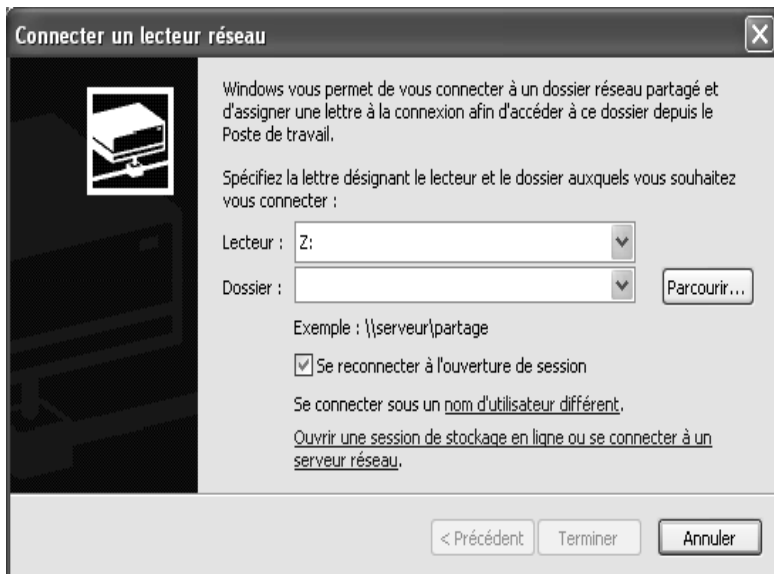 Connecter un lecteur réseau
Windows vous permet de vous connecter à un dossier réseau partagé et
d'assigner une lettre à la connexion afin d'accéder à ce dossier depuis le
Poste de travail.
Spécifiez la lettre désignant le lecteur et le dossier auxquels vous souhaitez
vous connecter :
Lecteur : Z:
Dossier : Parcourir...
Exemple : \\serveur\partage
Se reconnecter à l'ouverture de session
Se connecter sous un nom d'utilisateur différent.
Ouvrir une session de stockage en ligne ou se connecter à un
serveur réseau.
< Précédent Terminer Annuler